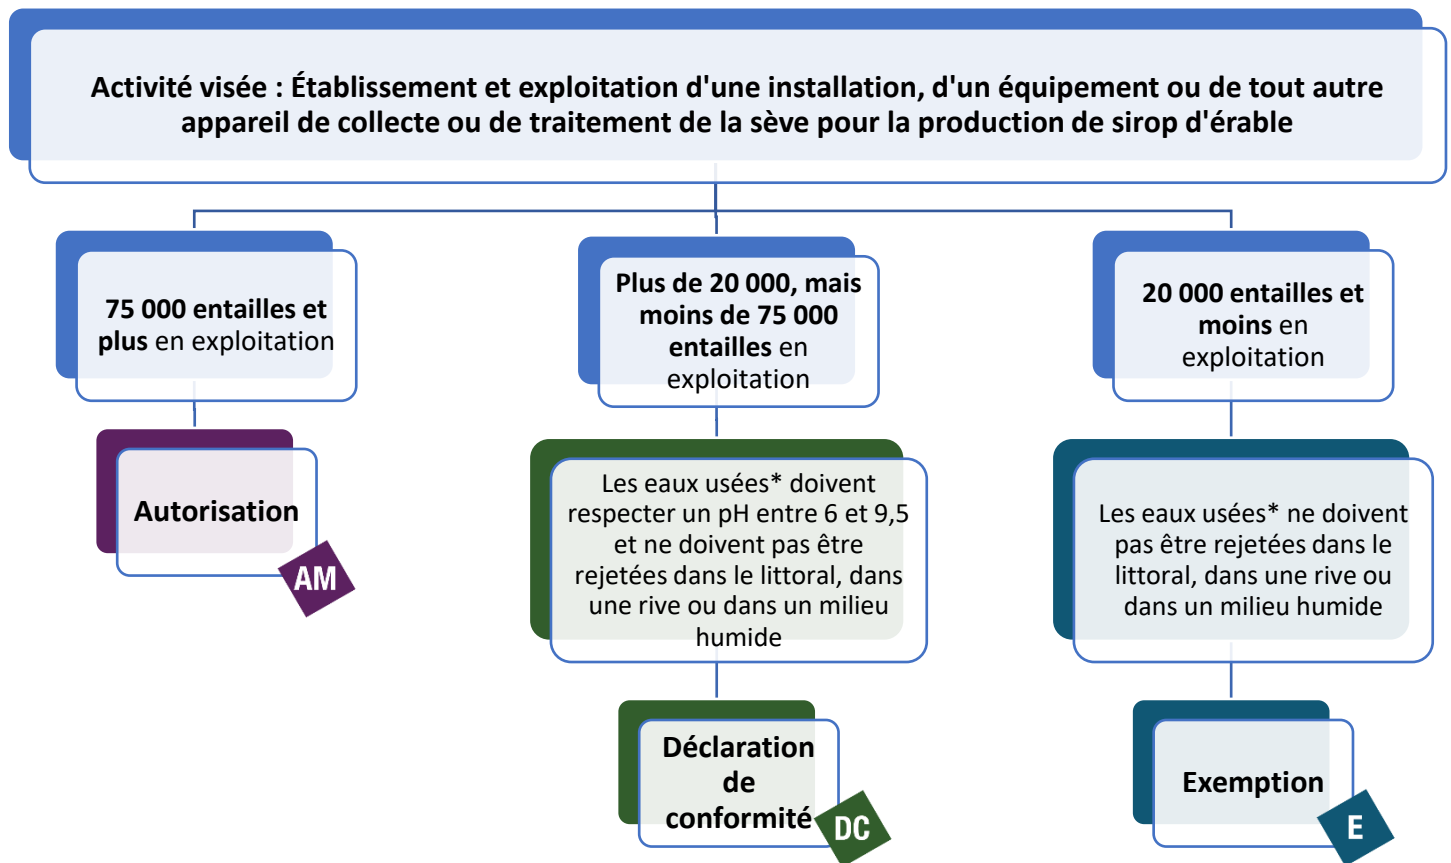 Activité visée : Établissement et exploitation d'une installation, d'un équipement ou de tout autre
appareil de collecte ou de traitement de la sève pour la production de sirop d'érable
75 000 entailles et
plus en exploitation
Autorisation
AM
Plus de 20 000, mais
moins de 75 000
entailles en
exploitation
Les eaux usées* doivent
respecter un pH entre 6 et 9,5
et ne doivent pas être
rejetées dans le littoral, dans
une rive ou dans un milieu
humide
Déclaration
de
conformité
DC
20 000 entailles et
moins en
exploitation
Les eaux usées* ne doivent
pas être rejetées dans le
littoral, dans une rive ou
dans un milieu humide
Exemption
E